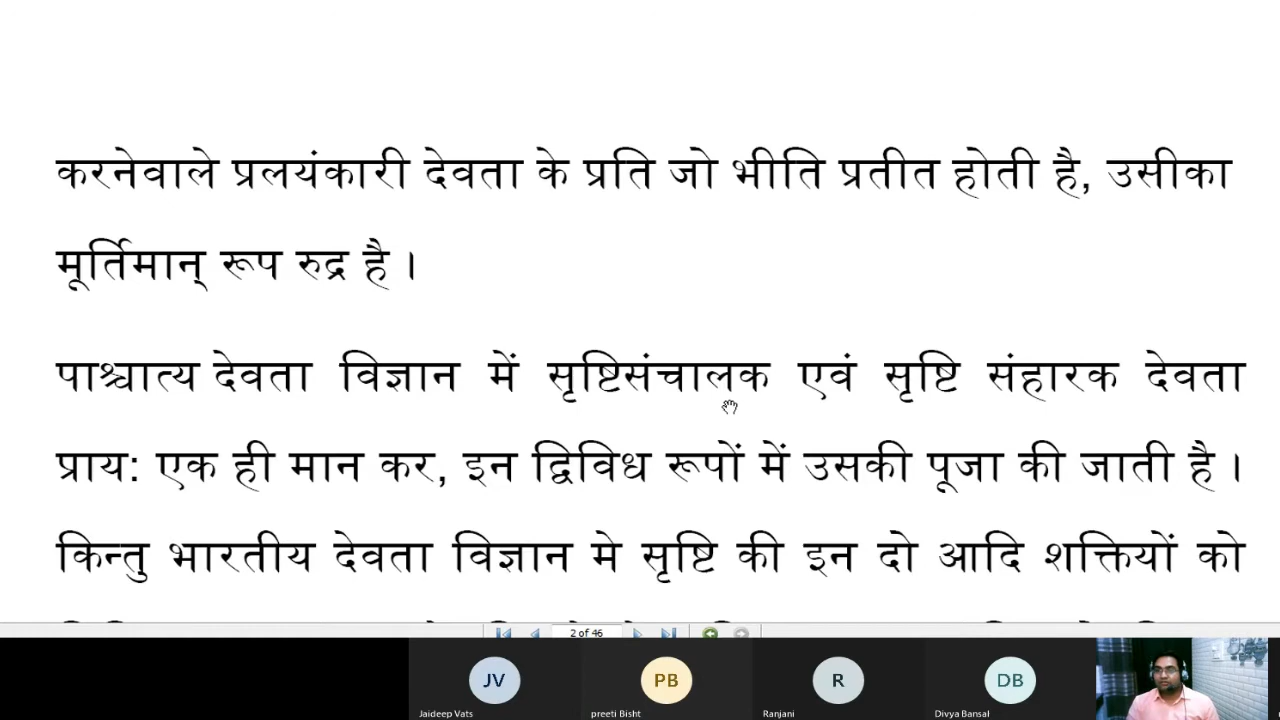 करनेवाले प्रलयंकारी देवता के प्रति जो भीति प्रतीत होती है, उसीका
मूर्तिमान् रूप रुद्र है ।
पाश्चात्य देवता विज्ञान में सृष्टिसंचालक एवं सृष्टि संहारक देवता
प्राय: एक ही मान कर, इन द्विविध रूपों में उसकी पूजा की जाती है ।
किन्तु भारतीय देवता विज्ञान मे सृष्टि की इन दो आदि शक्तियों को
2 of 46
JV PB R DB
Jaideep Vats preeti Bisht Ranjani Divya Bansal